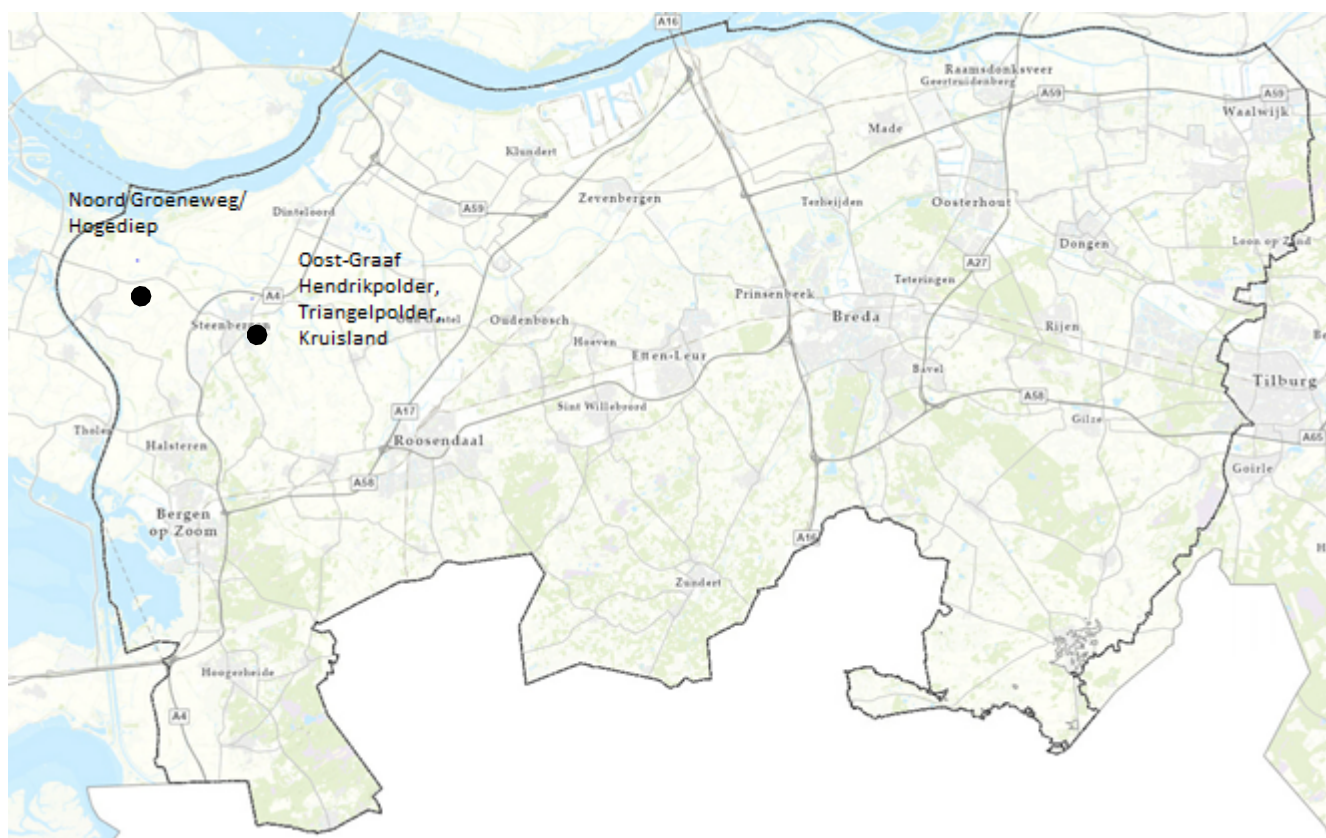 A16
Raamsdonksveer
Geertruidenberg
A59
A59
Waalwijk
Made
Klundert
Noord Groeneweg/
Hogediep
Zevenbergen
Terheijden
Oosterhout
Dinteloord
A59
Dongen
Loon op Zand
Oost-Graaf
Hendrikpolder,
Triangelpolder,
Kruisland
A27
Teteringen
A4
Prinsenbeek
Breda
Rijen
Steenbergen
Oudenbosch
Hoeven
Etten-Leur
Bavel
Tilburg
A17
Sint Willebrord
A58
Gilze
Tholen
Halsteren
Roosendaal
A65
Goirle
A58
Bergen
op Zoom
A16
Zundert
Hoogerheide
A4